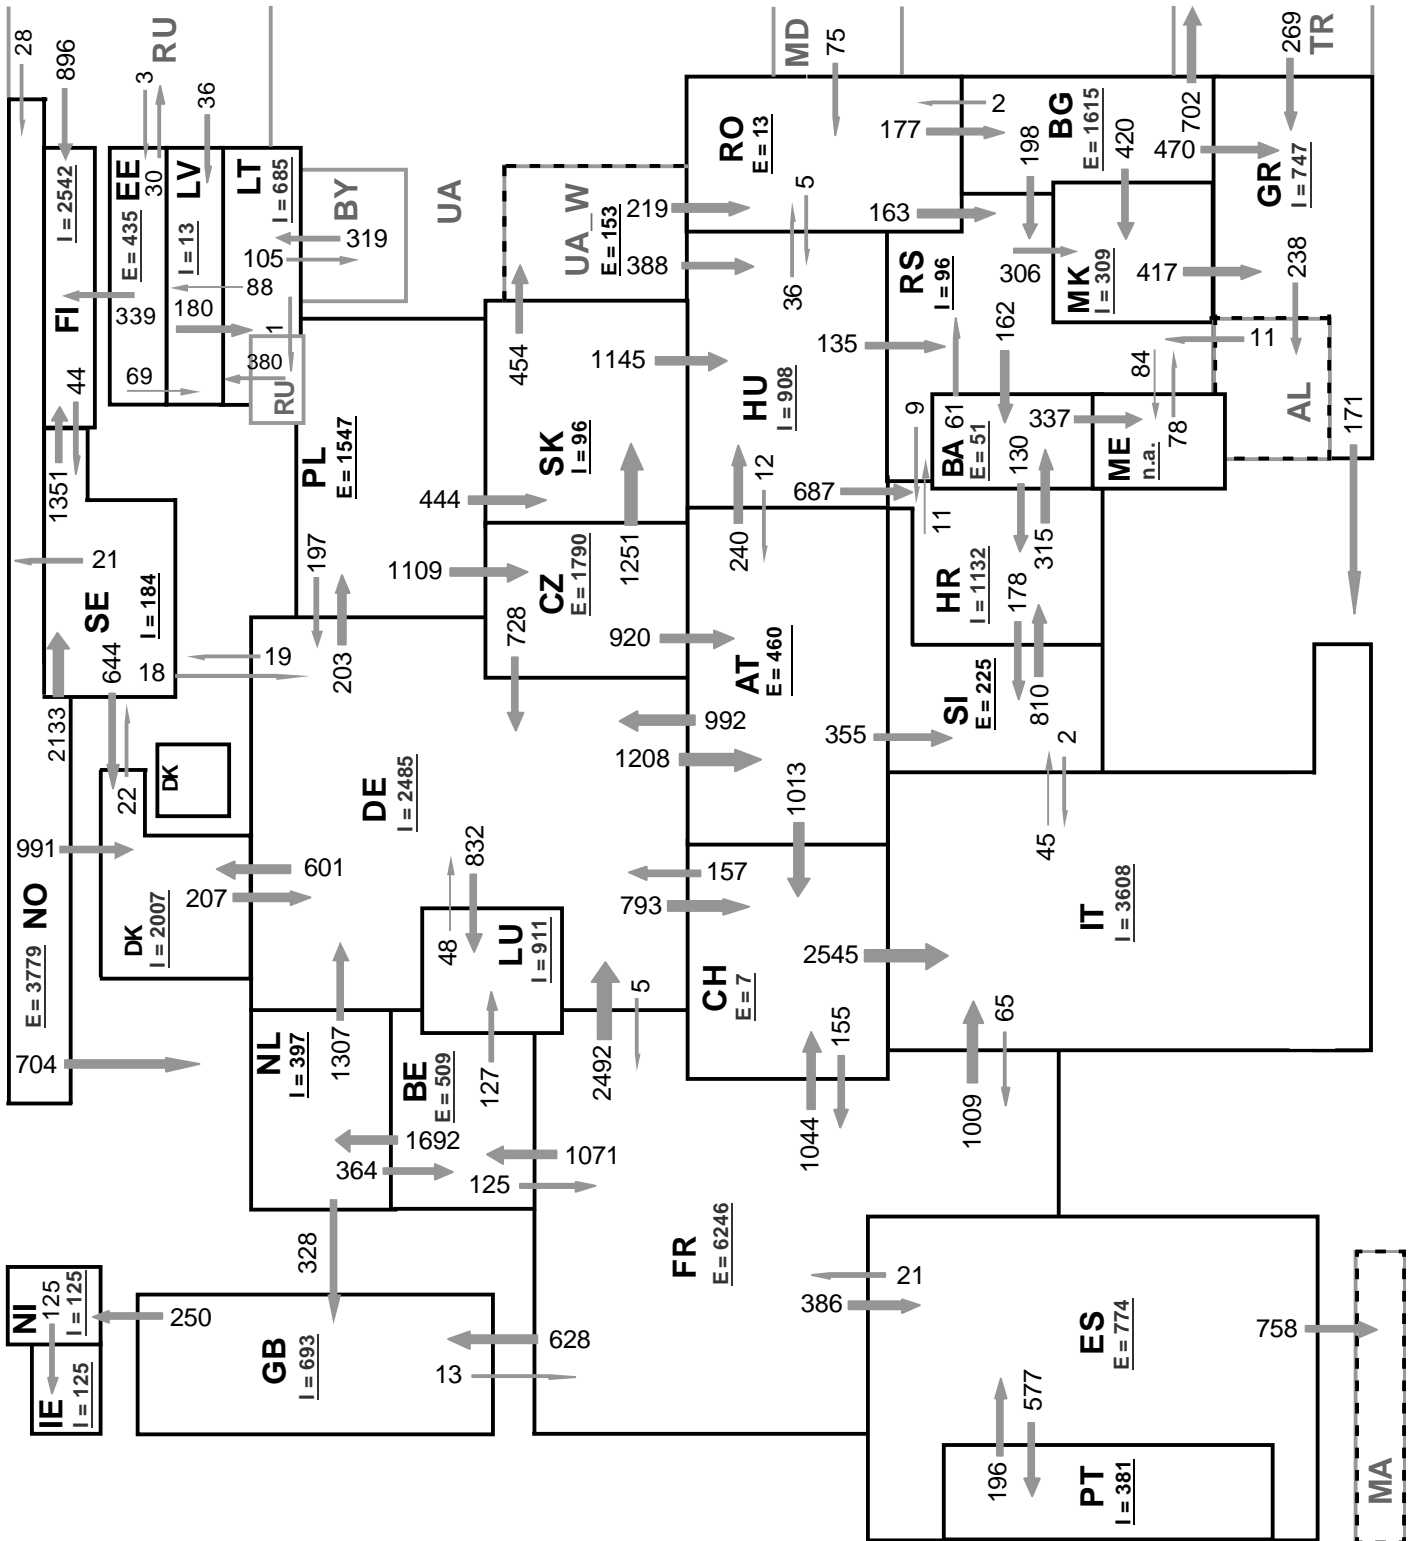 28
896
3
RU
30
36
MD
75
269
TR
FI
I = 2542
EE
E = 435
LV
I = 13
LT
I = 685
BY
UA
UA_W
E = 153
RO
E = 13
2
177
198
BG
E = 1615
420
702
470
GR
I = 747
319
105
88
339
180
1
380
RU
69
44
1351
219
388
36
5
163
RS
I = 96
306
MK
I = 309
417
238
162
135
11
84
78
AL
171
454
1145
HU
I = 908
9
61
BA
E = 51
130
337
ME
n.a.
PL
E = 1547
SK
I = 96
444
1251
240
12
687
11
315
21
SE
I = 184
644
18
19
197
203
1109
CZ
E = 1790
728
920
HR
I = 1132
178
810
AT
E = 460
SI
E = 225
2
45
2133
22
DK
992
1208
355
1013
DE
I = 2485
991
NO
E = 3779
DK
I = 2007
601
207
48
832
157
793
LU
I = 911
CH
E = 7
2545
IT
I = 3608
704
NL
I = 397
1307
BE
E = 509
127
2492
5
155
1044
65
1009
1692
364
1071
125
328
FR
E = 6246
NI
125
I = 125
250
IE
I = 125
GB
I = 693
628
13
21
386
ES
E = 774
758
196
577
PT
I = 381
MA